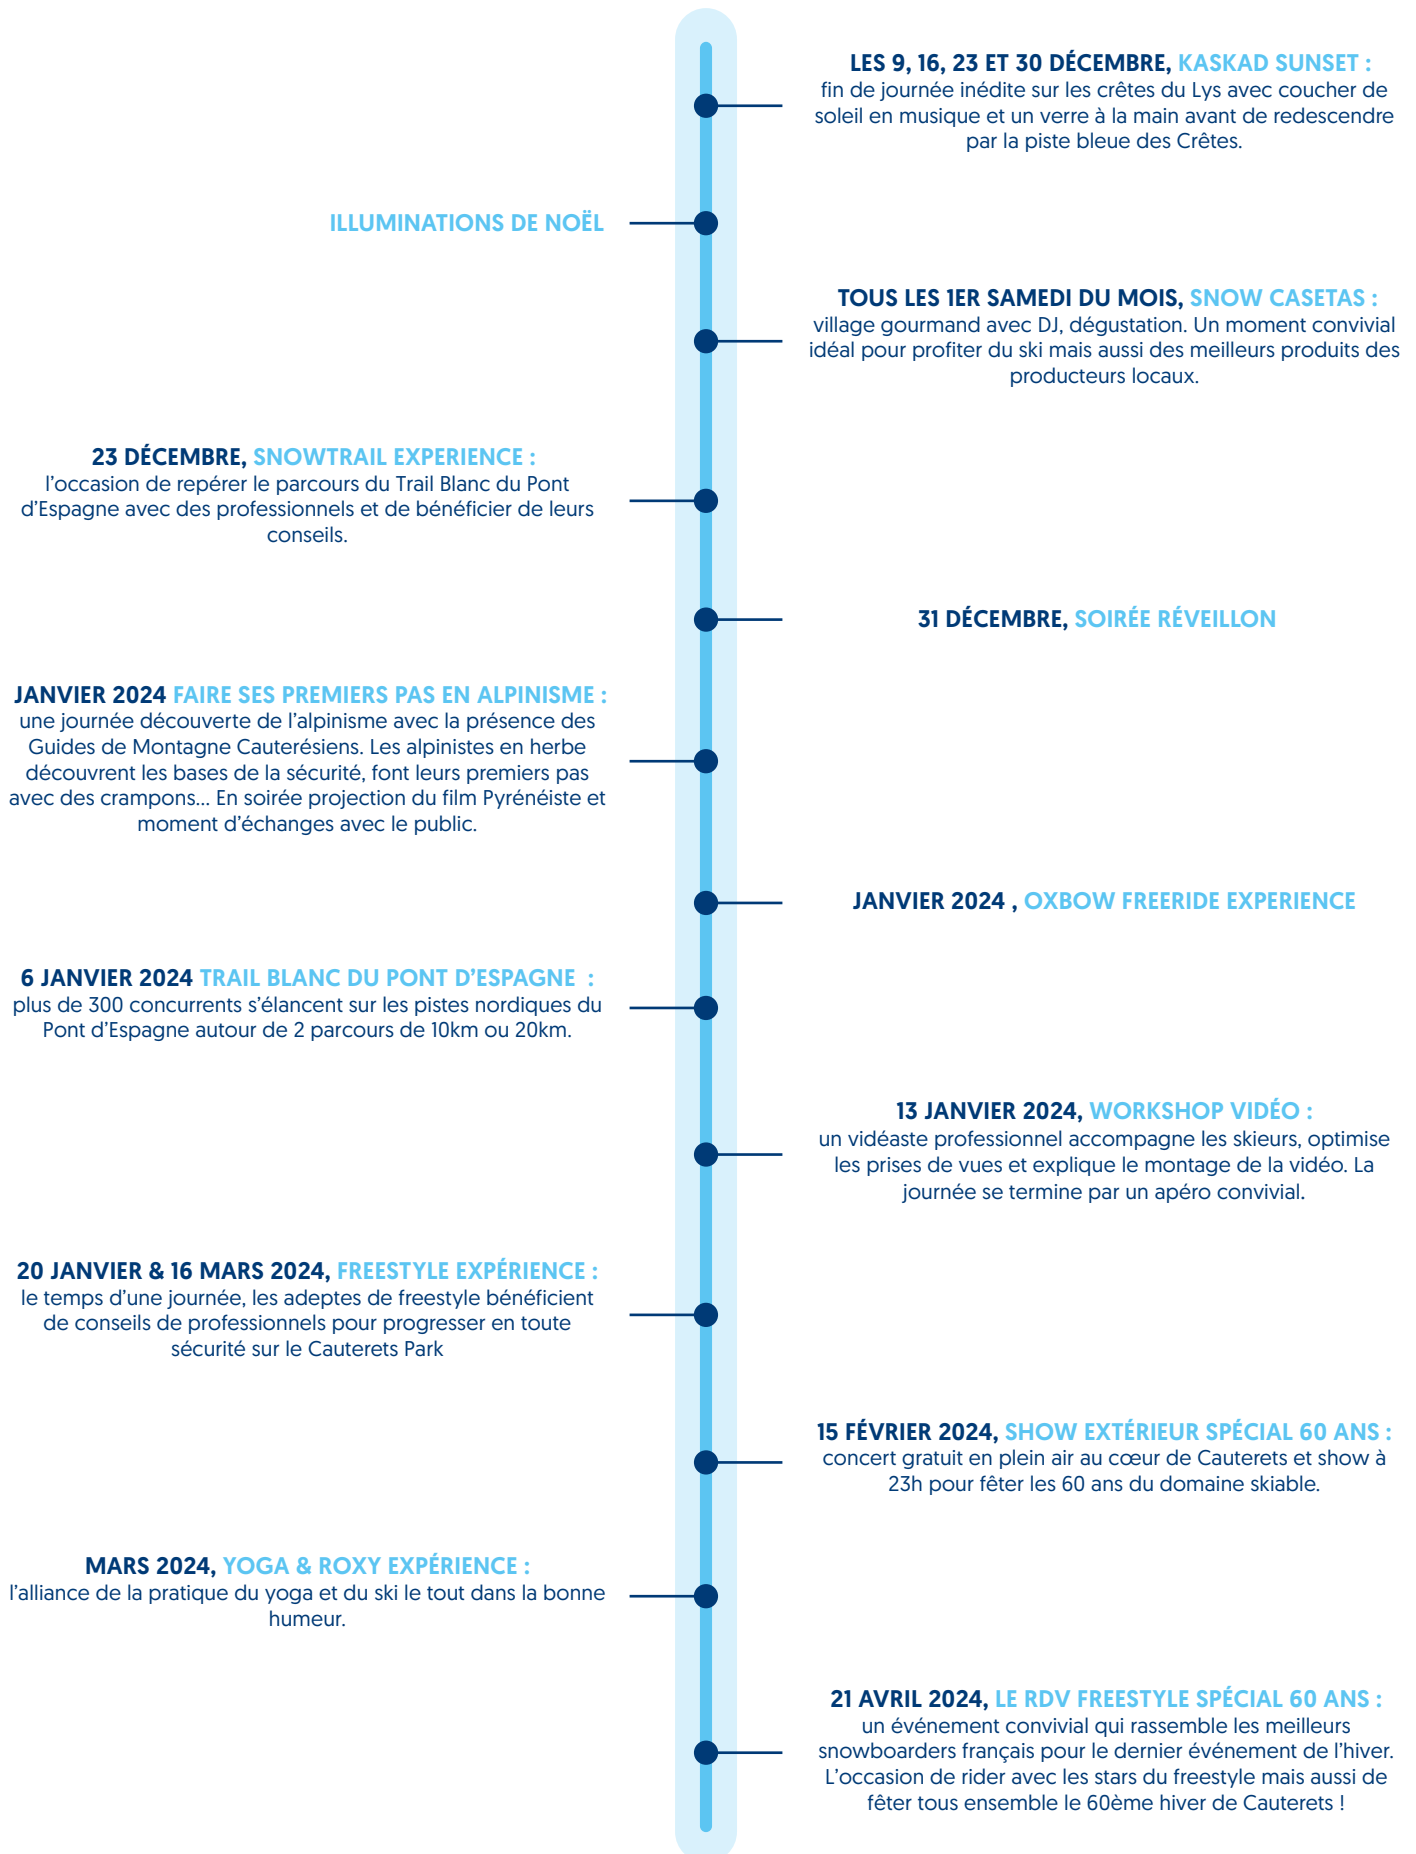 LES 9, 16, 23 ET 30 DÉCEMBRE, KASKAD SUNSET :
fin de journée inédite sur les crêtes du Lys avec coucher de
soleil en musique et un verre à la main avant de redescendre
par la piste bleue des Crêtes.
ILLUMINATIONS DE NOËL
TOUS LES 1ER SAMEDI DU MOIS, SNOW CASETAS :
village gourmand avec DJ, dégustation. Un moment convivial
idéal pour profiter du ski mais aussi des meilleurs produits des
producteurs locaux.
23 DÉCEMBRE, SNOWTRAIL EXPERIENCE :
l'occasion de repérer le parcours du Trail Blanc du Pont
d'Espagne avec des professionnels et de bénéficier de leurs
conseils.
31 DÉCEMBRE, SOIRÉE RÉVEILLON
JANVIER 2024 FAIRE SES PREMIERS PAS EN ALPINISME :
une journée découverte de l'alpinisme avec la présence des
Guides de Montagne Cauterésiens. Les alpinistes en herbe
découvrent les bases de la sécurité, font leurs premiers pas
avec des crampons... En soirée projection du film Pyrénéiste et
moment d'échanges avec le public.
JANVIER 2024 , OXBOW FREERIDE EXPERIENCE
6 JANVIER 2024 TRAIL BLANC DU PONT D'ESPAGNE :
plus de 300 concurrents s'élancent sur les pistes nordiques du
Pont d'Espagne autour de 2 parcours de 10km ou 20km.
13 JANVIER 2024, WORKSHOP VIDÉO :
un vidéaste professionnel accompagne les skieurs, optimise
les prises de vues et explique le montage de la vidéo. La
journée se termine par un apéro convivial.
20 JANVIER & 16 MARS 2024, FREESTYLE EXPÉRIENCE :
le temps d'une journée, les adeptes de freestyle bénéficient
de conseils de professionnels pour progresser en toute
sécurité sur le Cauterets Park
15 FÉVRIER 2024, SHOW EXTÉRIEUR SPÉCIAL 60 ANS :
concert gratuit en plein air au cœur de Cauterets et show à
23h pour fêter les 60 ans du domaine skiable.
MARS 2024, YOGA & ROXY EXPÉRIENCE :
l'alliance de la pratique du yoga et du ski le tout dans la bonne
humeur.
21 AVRIL 2024, LE RDV FREESTYLE SPÉCIAL 60 ANS :
un événement convivial qui rassemble les meilleurs
snowboarders français pour le dernier événement de l'hiver.
L'occasion de rider avec les stars du freestyle mais aussi de
fêter tous ensemble le 60ème hiver de Cauterets !